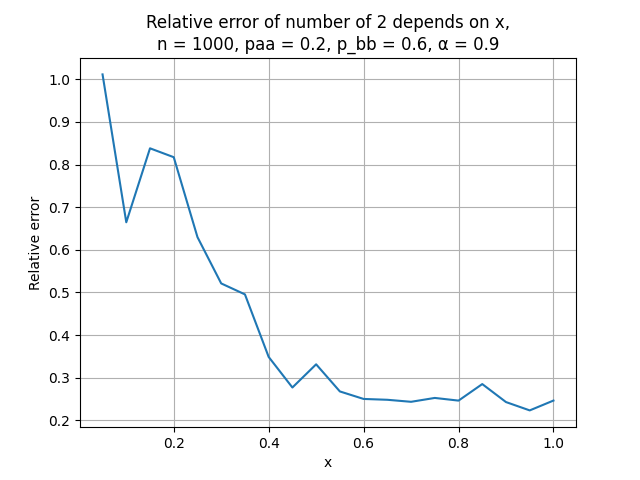 Relative error of number of 2 depends on x,
n = 1000, paa = 0.2, p_bb = 0.6, α = 0.9
1.0
0.9
0.8
0.7
0.6
0.5
0.4
0.3
0.2
Relative error
0.2 0.4 0.6 0.8 1.0
x